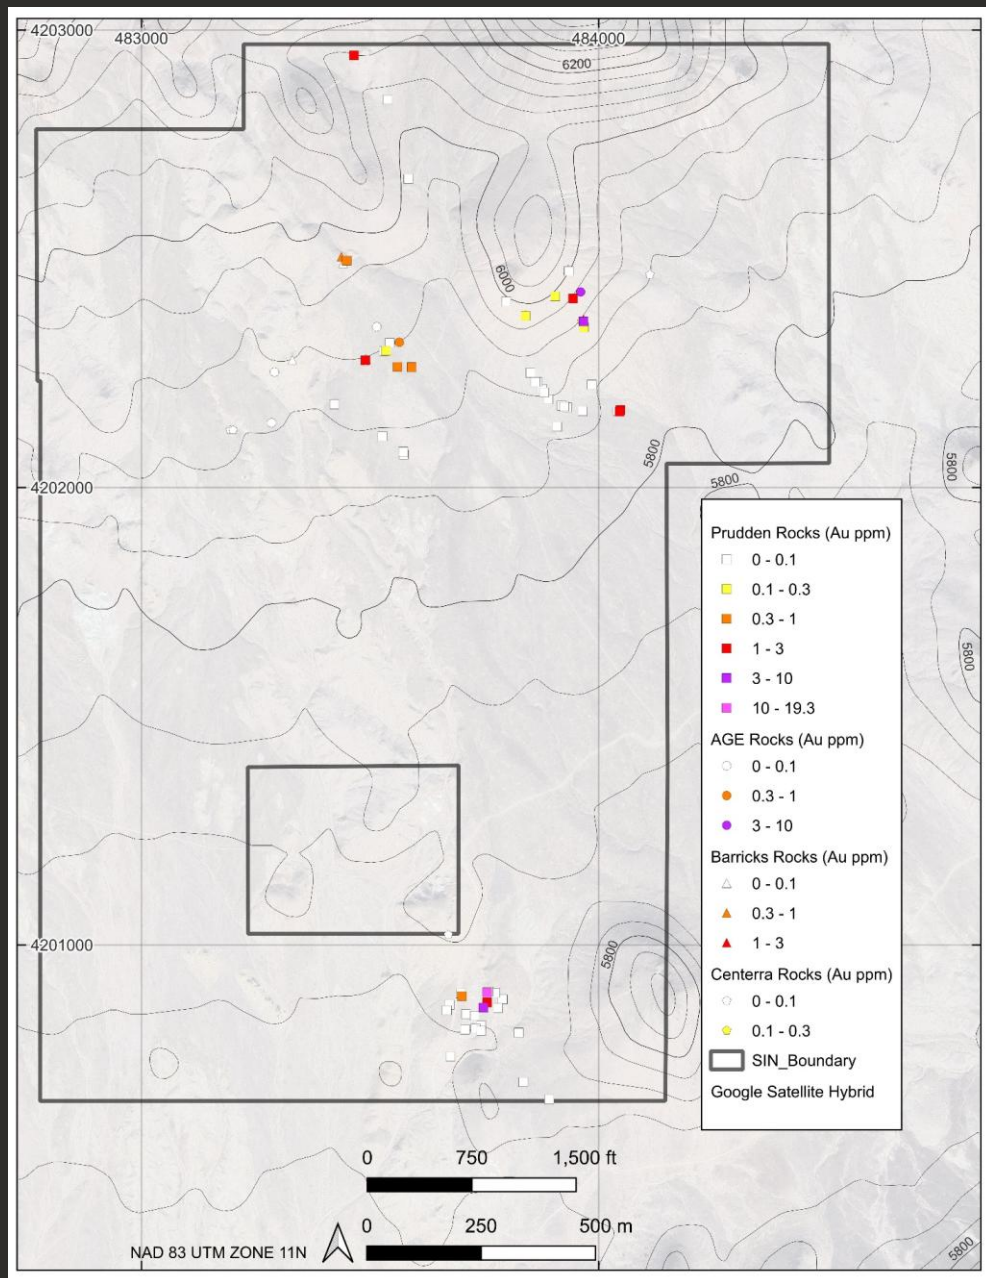 4203000
483000
484000
6200
6000
5800
4202000
5800
5800
Prudden Rocks (Au ppm)
0 - 0.1
0.1 - 0.3
0.3 - 1
1 - 3
3 - 10
10 - 19.3
AGE Rocks (Au ppm)
0 - 0.1
0.3 - 1
3 - 10
Barricks Rocks (Au ppm)
0 - 0.1
0.3 - 1
1 - 3
Centerra Rocks (Au ppm)
0 - 0.1
0.1 - 0.3
SIN_Boundary
Google Satellite Hybrid
5800
4201000
5800
0 750 1,500 ft
0 250 500 m
NAD 83 UTM ZONE 11N
5800